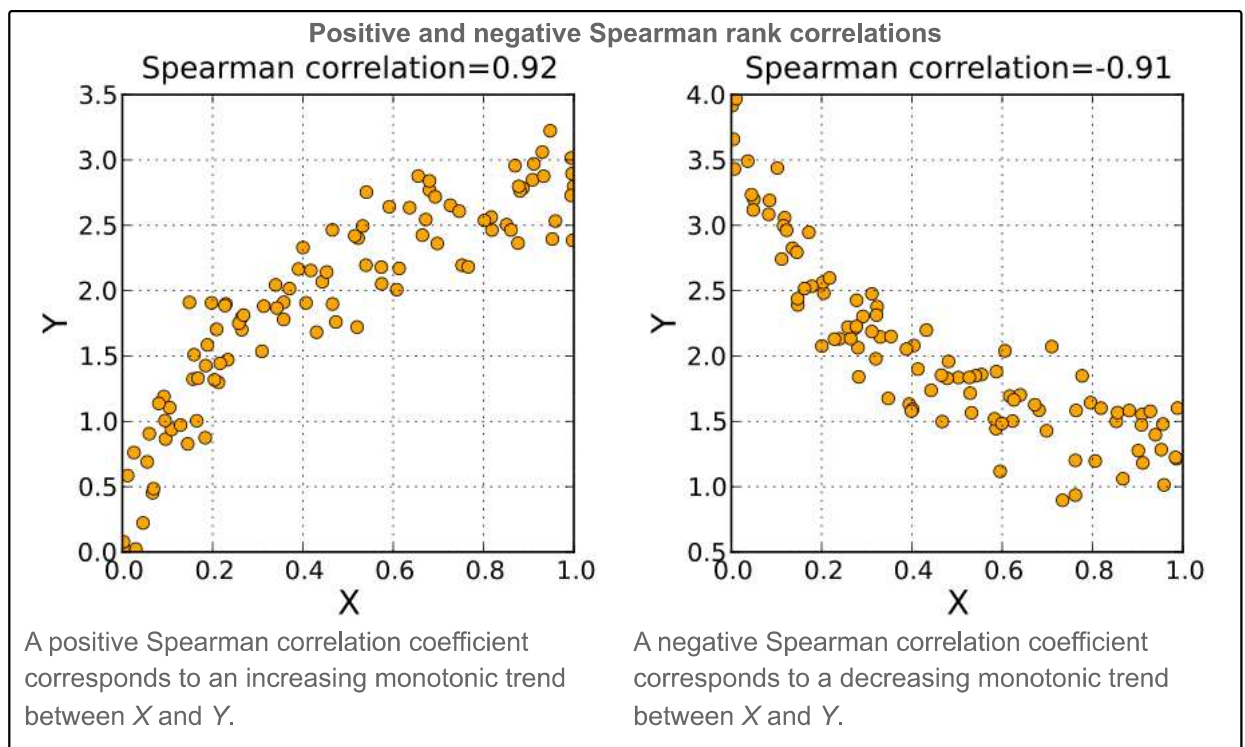 Positive and negative Spearman rank correlations
Spearman correlation=0.92
3.5
3.0
2.5
2.0
1.5
1.0
0.5
0.0
Y
0.0 0.2 0.4 0.6 0.8 1.0
X
A positive Spearman correlation coefficient
corresponds to an increasing monotonic trend
between X and Y.
Spearman correlation=-0.91
4.0
3.5
3.0
2.5
2.0
1.5
1.0
0.5
Y
0.0 0.2 0.4 0.6 0.8 1.0
X
A negative Spearman correlation coefficient
corresponds to a decreasing monotonic trend
between X and Y.